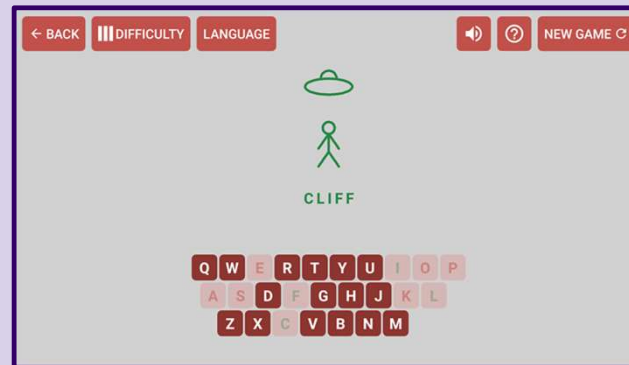 ← BACK DIFFICULTY LANGUAGE NEW GAME
CLIFF
Q W E R T Y U I O P
A S D F G H J K L
Z X C V B N M